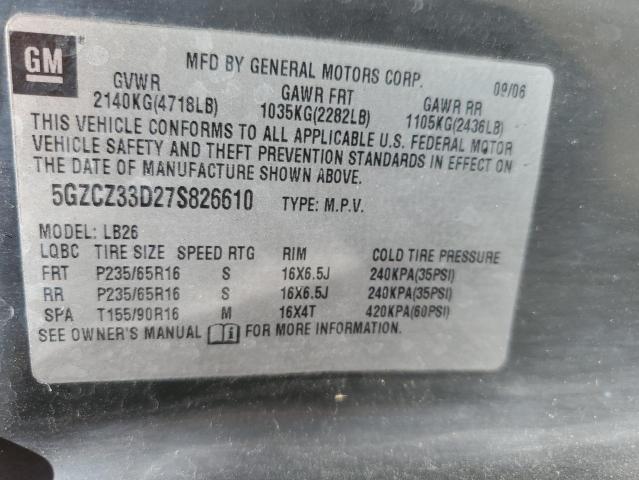 GM
MFD BY GENERAL MOTORS CORP. 09/06
GVWR GAWR FRT GAWR RR
2140KG(4718LB) 1035KG(2282LB) 1105KG(2436LB)
THIS VEHICLE CONFORMS TO ALL APPLICABLE U.S. FEDERAL MOTOR
VEHICLE SAFETY AND THEFT PREVENTION STANDARDS IN EFFECT ON
THE DATE OF MANUFACTURE SHOWN ABOVE.
5GZCZ33D27S826610 TYPE: M.P.V.
MODEL: LB26
LQBC TIRE SIZE SPEED RTG RIM COLD TIRE PRESSURE
FRT P235/65R16 S 16X6.5J 240KPA(35PSI)
RR P235/65R16 S 16X6.5J 240KPA(35PSI)
SPA T155/90R16 M 16X4T 420KPA(60PSI)
SEE OWNER'S MANUAL i FOR MORE INFORMATION.